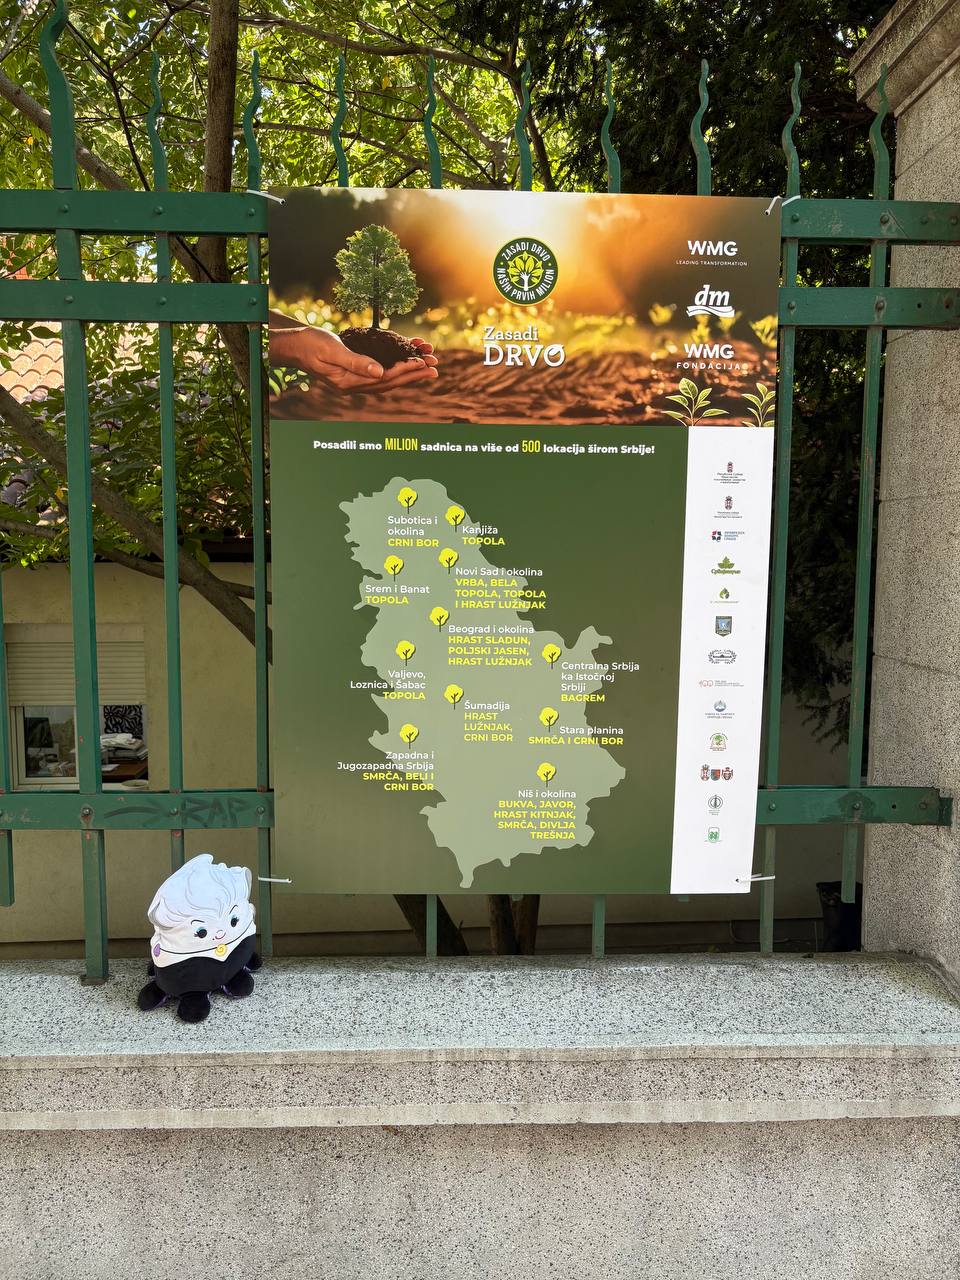 ZASADI DRVO
NAŠIH PRVIH MILION
Zasadi
DRVO
WMG
LEADING TRANSFORMATION
dm
WMG
FONDACIJA
Posadili smo MILION sadnica na više od 500 lokacija širom Srbije!
Subotica i
okolina
CRNI BOR
Kanjiža
TOPOLA
Srem i Banat
TOPOLA
Novi Sad i okolina
VRBA, BELA
TOPOLA, TOPOLA
I HRAST LUŽNJAK
Beograd i okolina
HRAST SLADUN,
POLJSKI JASEN,
HRAST LUŽNJAK
Valjevo,
Loznica i Šabac
TOPOLA
Centralna Srbija
ka Istočnoj
Srbiji
BAGREM
Šumadija
HRAST
LUŽNJAK,
CRNI BOR
Stara planina
SMRČA I CRNI BOR
Zapadna i
Jugozapadna Srbija
SMRČA, BELI I
CRNI BOR
Niš i okolina
BUKVA, JAVOR,
HRAST KITNJAK,
SMRČA, DIVLJA
TREŠNJA